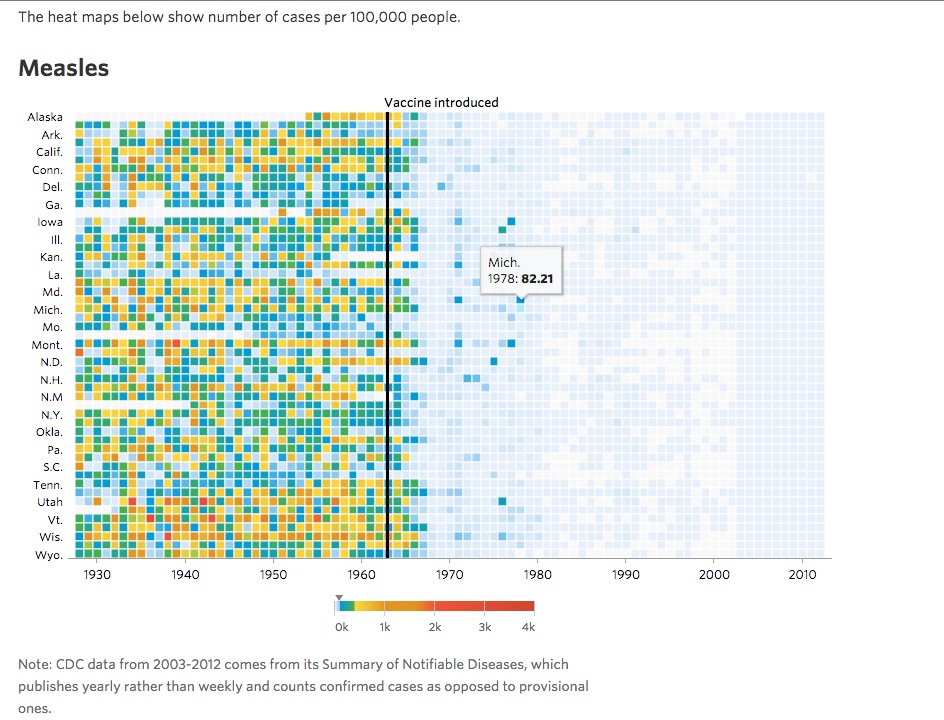 The heat maps below show number of cases per 100,000 people.
Measles
Vaccine introduced
Alaska
Ark.
Calif.
Conn.
Del.
Ga.
Iowa
Ill.
Kan.
La.
Md.
Mich.
Mo.
Mont.
N.D.
N.H.
N.M
N.Y.
Okla.
Pa.
S.C.
Tenn.
Utah
Vt.
Wis.
Wyo.
Mich.
1978: 82.21
1930 1940 1950 1960 1970 1980 1990 2000 2010
0k 1k 2k 3k 4k
Note: CDC data from 2003-2012 comes from its Summary of Notifiable Diseases, which
publishes yearly rather than weekly and counts confirmed cases as opposed to provisional
ones.